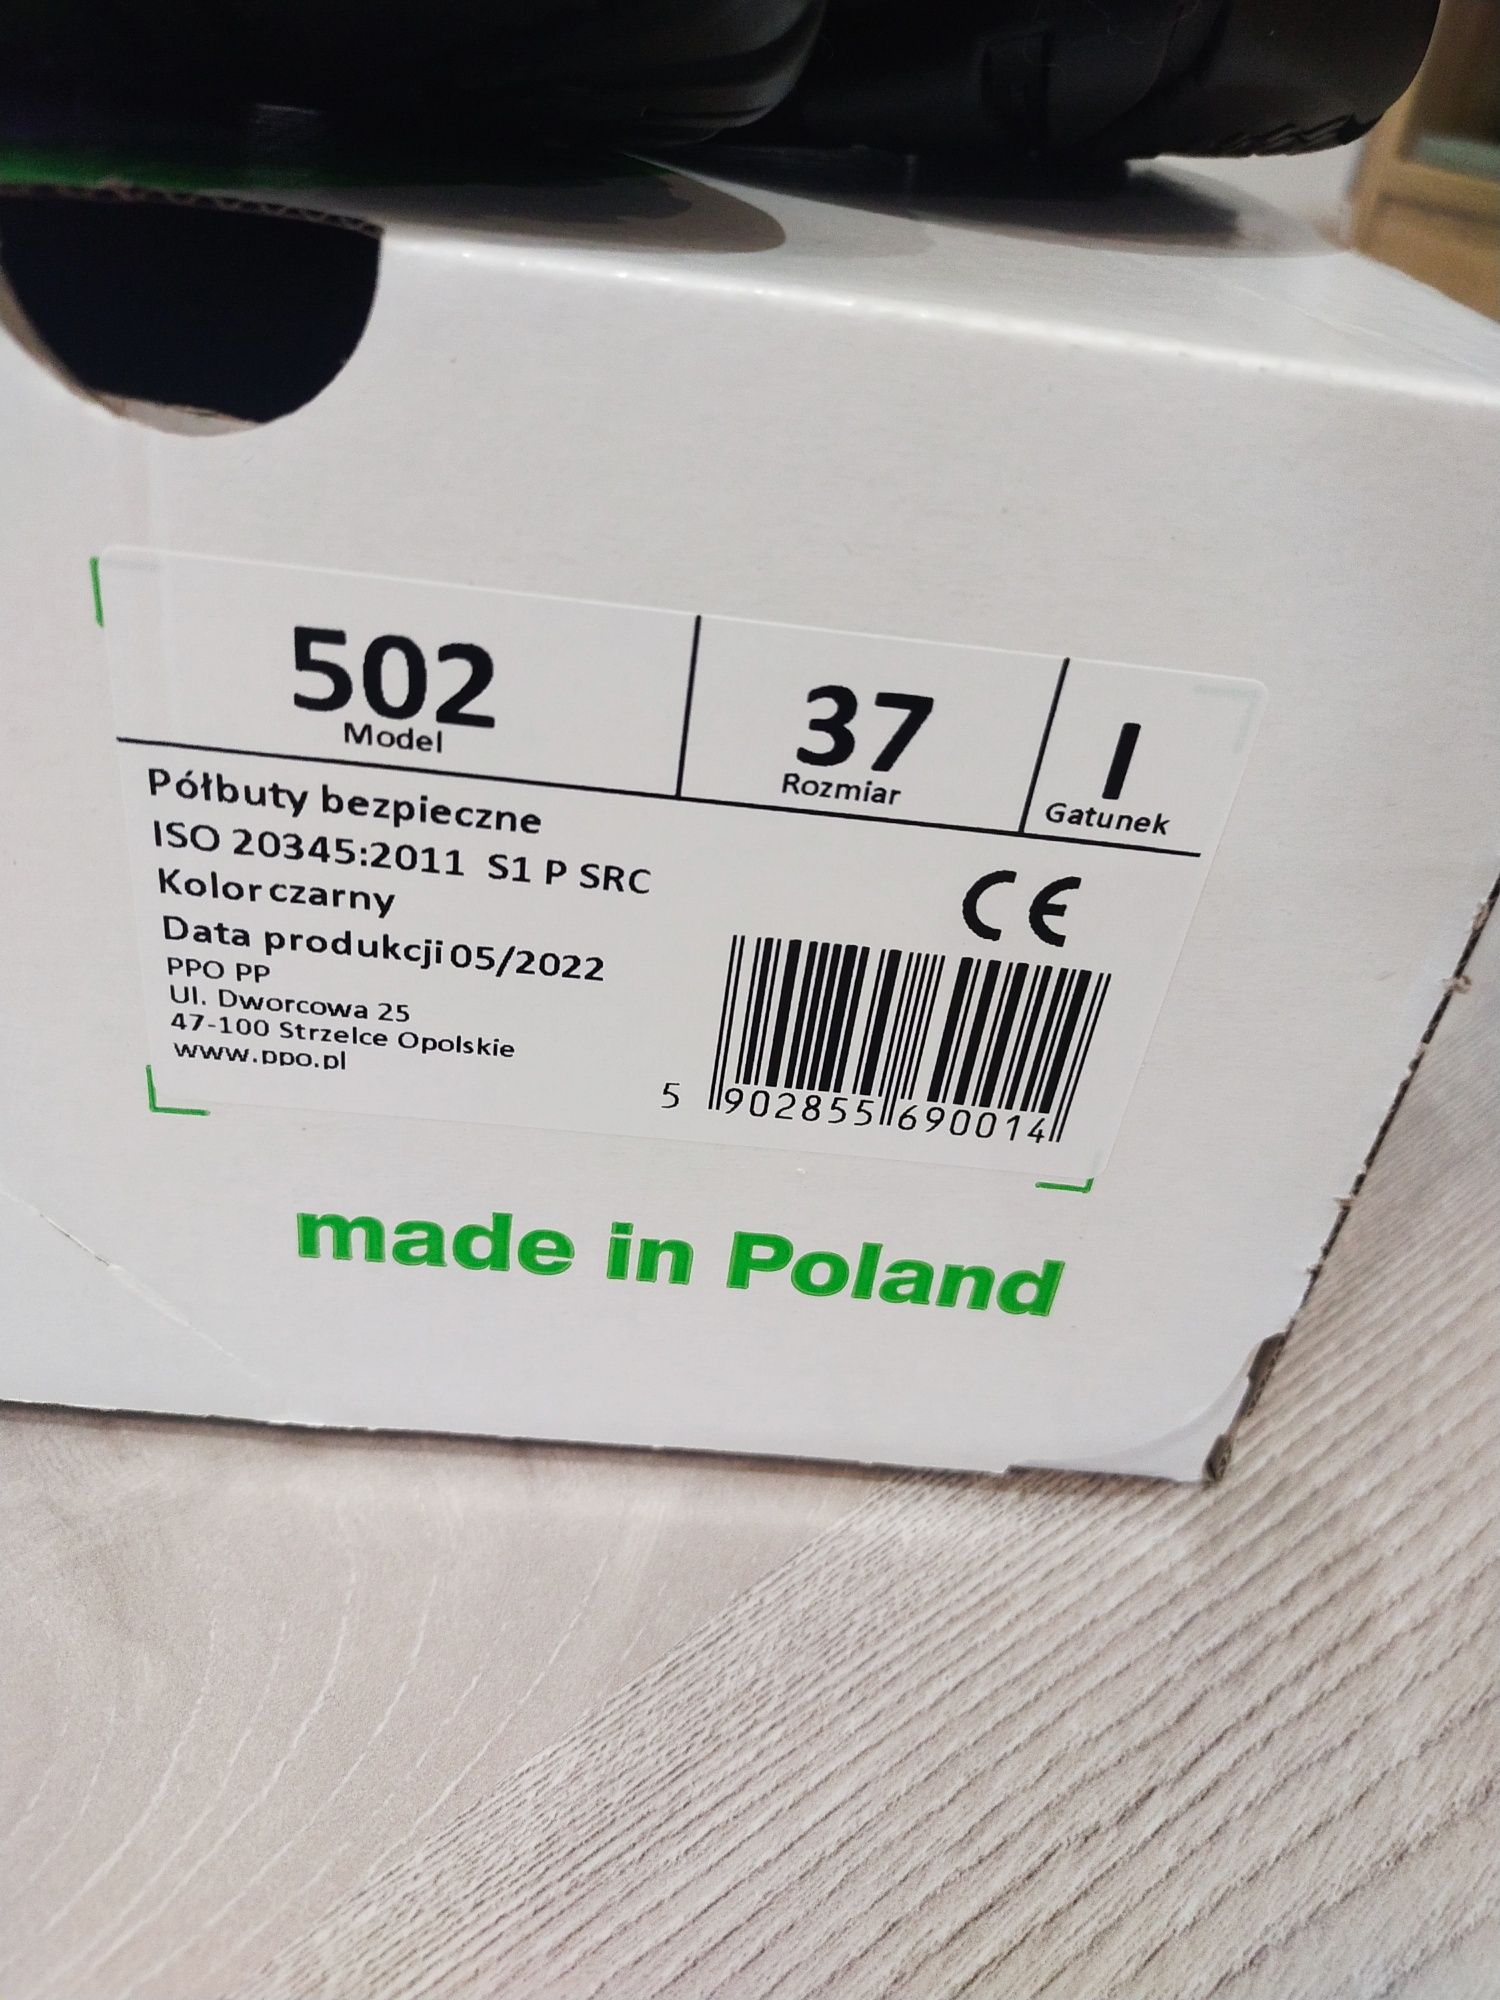 502
Model
37
Rozmiar
I
Gatunek
Półbuty bezpieczne
ISO 20345:2011 S1 P SRC
Kolor czarny
Data produkcji 05/2022
PPO PP
Ul. Dworcowa 25
47-100 Strzelce Opolskie
www.ppo.pl
CE
5 902855 690014
made in Poland